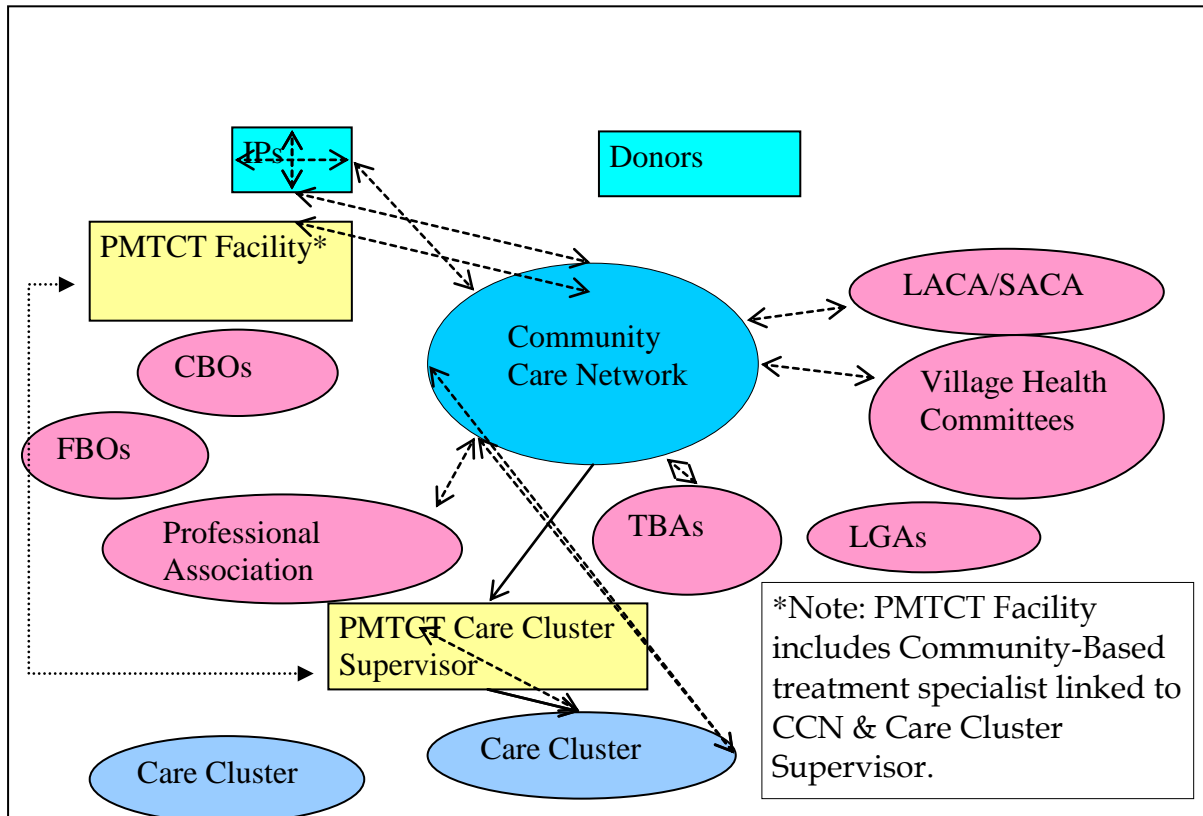 IPs
Donors
PMTCT Facility*
LACA/SACA
Community
Care Network
CBOs
Village Health
Committees
FBOs
Professional
Association
TBAs
LGAs
*Note: PMTCT Facility
includes Community-Based
treatment specialist linked to
CCN & Care Cluster
Supervisor.
PMTCT Care Cluster
Supervisor
Care Cluster
Care Cluster